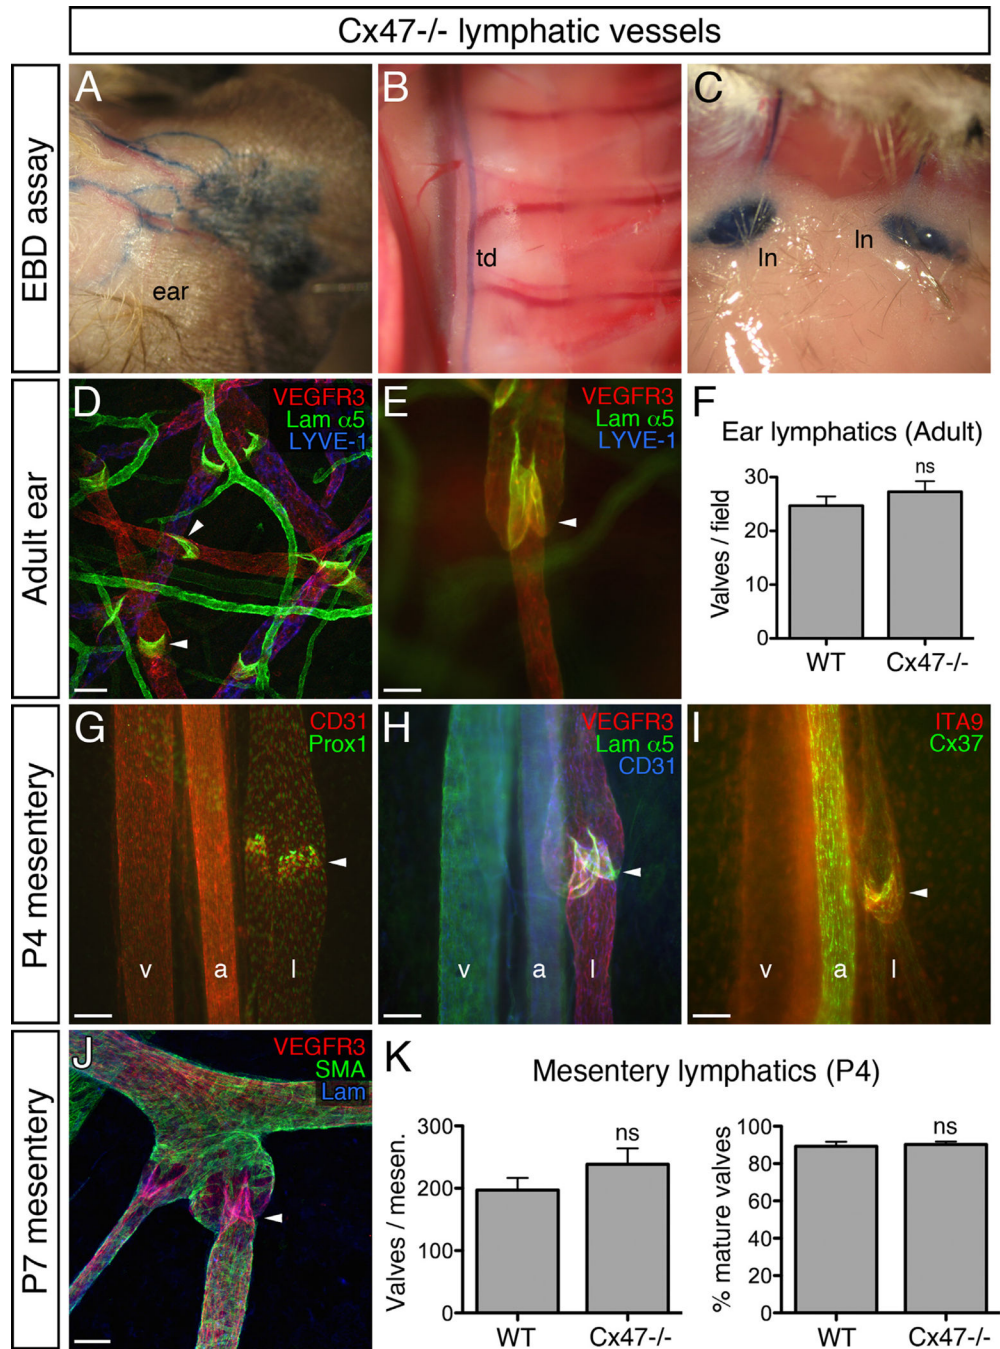 Cx47-/- lymphatic vessels
EBD assay
A
ear
B
td
C
ln
ln
Adult ear
D
VEGFR3
Lam α5
LYVE-1
E
VEGFR3
Lam α5
LYVE-1
F
Ear lymphatics (Adult)
Valves / field
30
20
10
0
ns
WT
Cx47-/-
P4 mesentery
G
CD31
Prox1
v
a
l
H
VEGFR3
Lam α5
CD31
v
a
l
I
ITA9
Cx37
v
a
l
P7 mesentery
J
VEGFR3
SMA
Lam
K
Mesentery lymphatics (P4)
Valves / mesen.
300
200
100
0
ns
WT
Cx47-/-
% mature valves
100
80
60
40
20
0
ns
WT
Cx47-/-